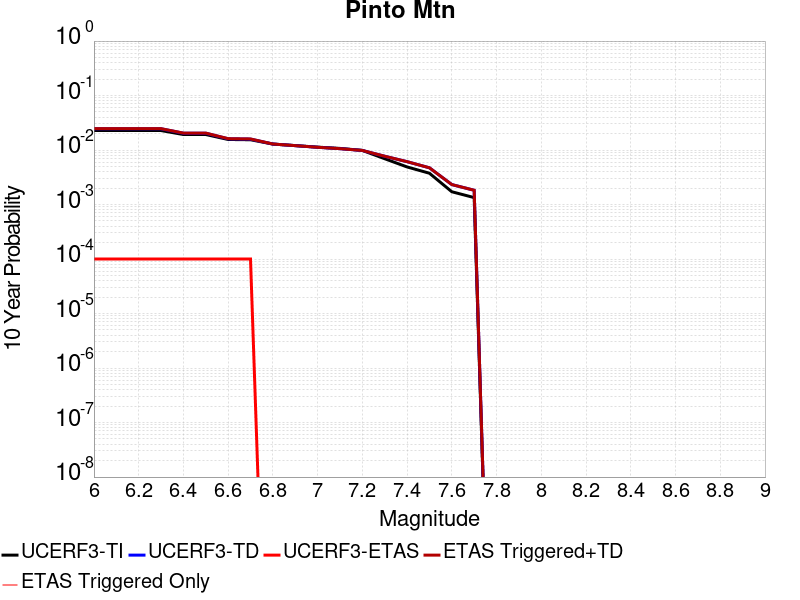 Pinto Mtn
10^0
10^-1
10^-2
10^-3
10^-4
10^-5
10^-6
10^-7
10^-8
10 Year Probability
6 6.2 6.4 6.6 6.8 7 7.2 7.4 7.6 7.8 8 8.2 8.4 8.6 8.8 9
Magnitude
UCERF3-TI UCERF3-TD UCERF3-ETAS ETAS Triggered+TD
ETAS Triggered Only